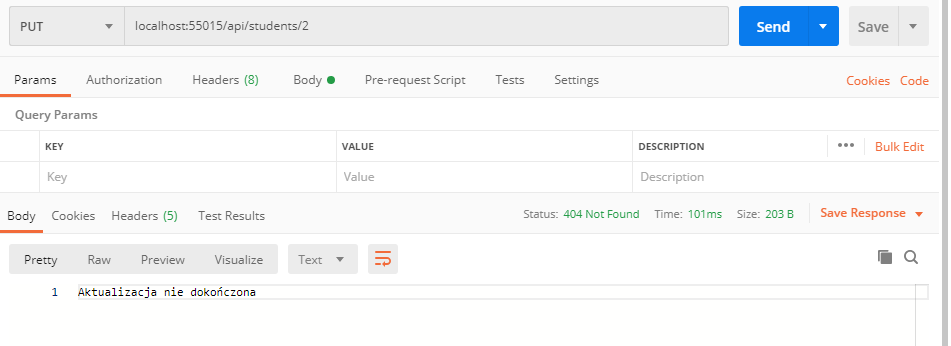 PUT localhost:55015/api/students/2 Send Save
Params Authorization Headers (8) Body Pre-request Script Tests Settings Cookies Code
Query Params
KEY VALUE DESCRIPTION ••• Bulk Edit
Key Value Description
Body Cookies Headers (5) Test Results Status: 404 Not Found Time: 101ms Size: 203 B Save Response
Pretty Raw Preview Visualize Text
1 Aktualizacja nie dokończona